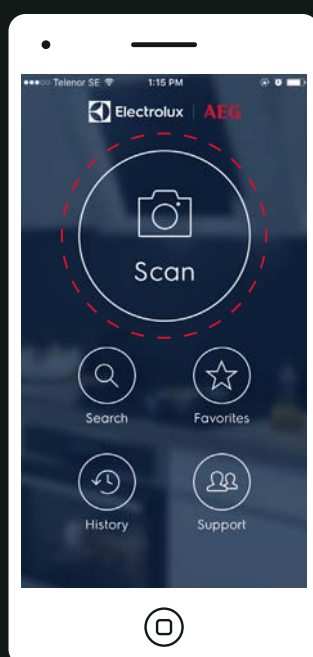 Telenor SE 1:15 PM
Electrolux AEG
Scan
Search Favorites
History Support